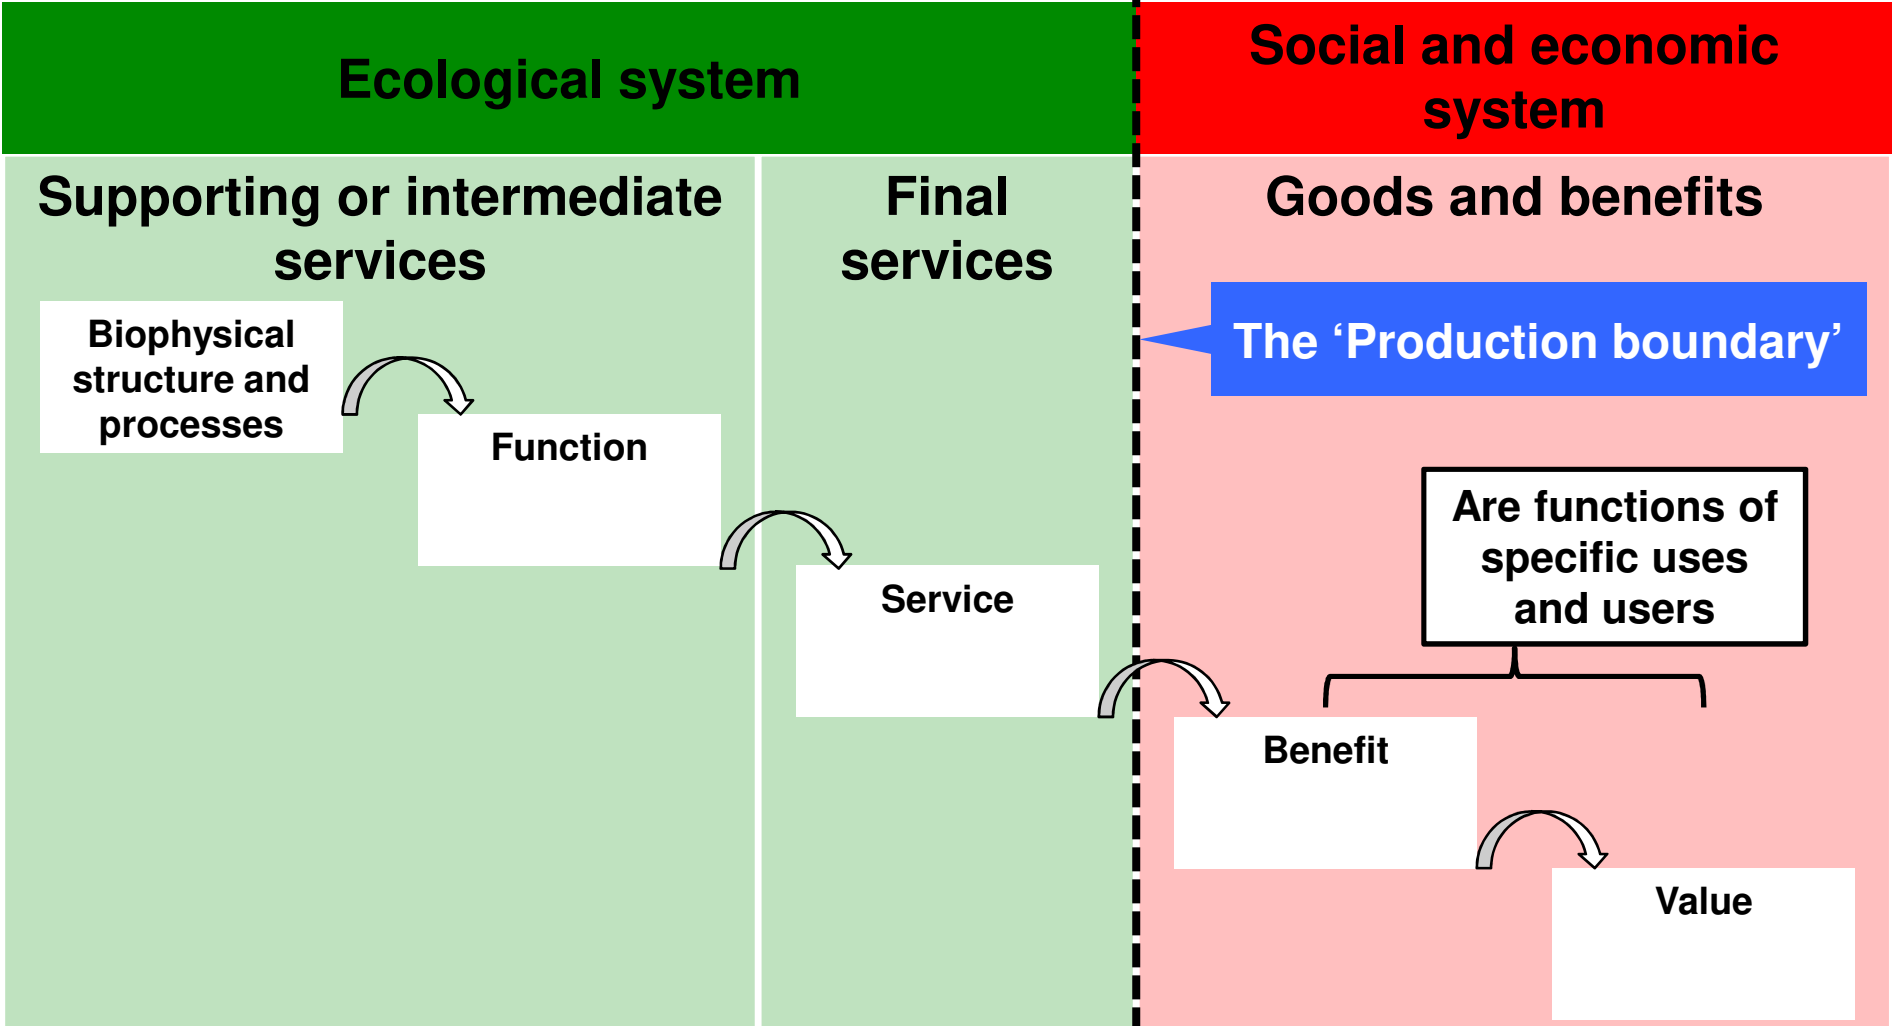 Ecological system
Social and economic
system
Supporting or intermediate
services
Final
services
Goods and benefits
The ‘Production boundary’
Biophysical
structure and
processes
Function
Service
Are functions of
specific uses
and users
Benefit
Value